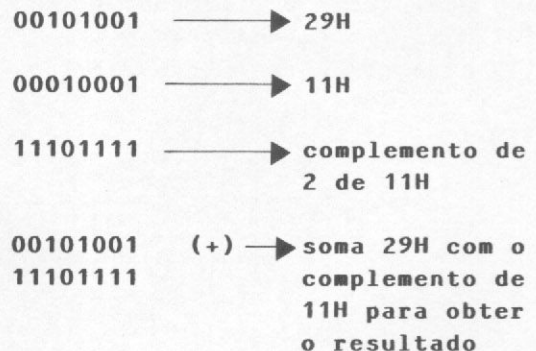 00101001 29H
00010001 11H
11101111 complemento de
2 de 11H
00101001 (+) soma 29H com o
11101111 complemento de
11H para obter
o resultado